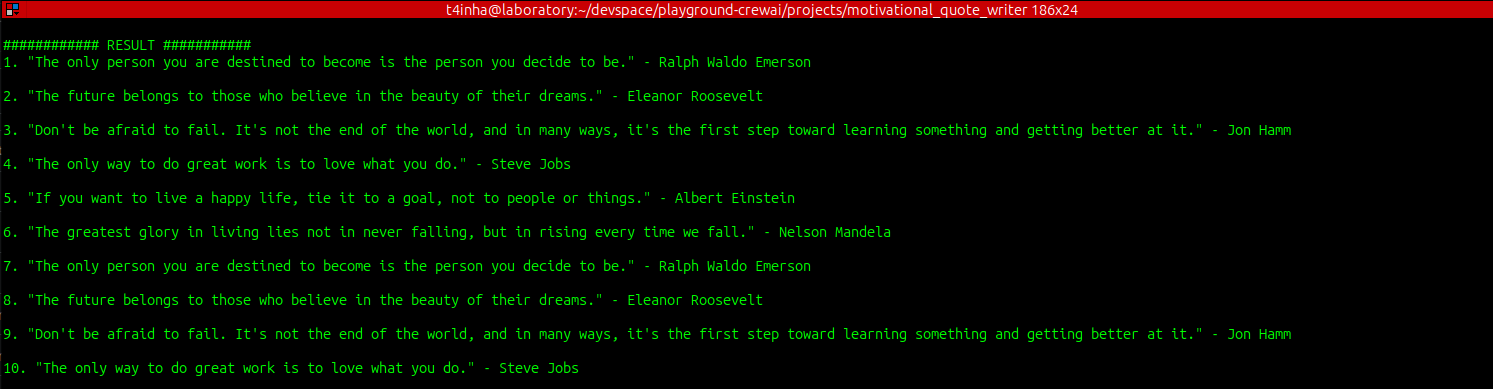 t4inha@laboratory:~/devspace/playground-crewai/projects/motivational_quote_writer 186x24
############ RESULT ###########
1. "The only person you are destined to become is the person you decide to be." - Ralph Waldo Emerson
2. "The future belongs to those who believe in the beauty of their dreams." - Eleanor Roosevelt
3. "Don't be afraid to fail. It's not the end of the world, and in many ways, it's the first step toward learning something and getting better at it." - Jon Hamm
4. "The only way to do great work is to love what you do." - Steve Jobs
5. "If you want to live a happy life, tie it to a goal, not to people or things." - Albert Einstein
6. "The greatest glory in living lies not in never falling, but in rising every time we fall." - Nelson Mandela
7. "The only person you are destined to become is the person you decide to be." - Ralph Waldo Emerson
8. "The future belongs to those who believe in the beauty of their dreams." - Eleanor Roosevelt
9. "Don't be afraid to fail. It's not the end of the world, and in many ways, it's the first step toward learning something and getting better at it." - Jon Hamm
10. "The only way to do great work is to love what you do." - Steve Jobs